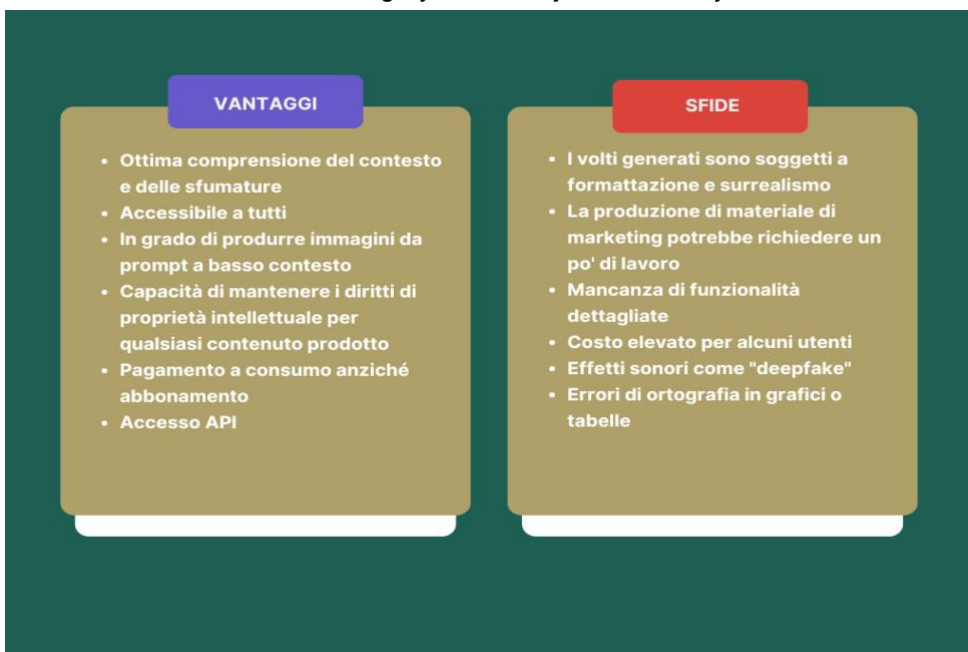 VANTAGGI
• Ottima comprensione del contesto
e delle sfumature
• Accessibile a tutti
• In grado di produrre immagini da
prompt a basso contesto
• Capacità di mantenere i diritti di
proprietà intellettuale per
qualsiasi contenuto prodotto
• Pagamento a consumo anziché
abbonamento
• Accesso API
SFIDE
• I volti generati sono soggetti a
formattazione e surrealismo
• La produzione di materiale di
marketing potrebbe richiedere un
po' di lavoro
• Mancanza di funzionalità
dettagliate
• Costo elevato per alcuni utenti
• Effetti sonori come "deepfake"
• Errori di ortografia in grafici o
tabelle